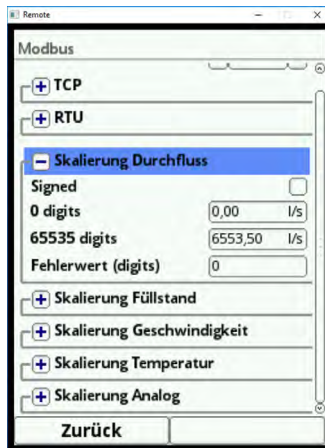 Remote
Modbus
TCP
RTU
Skalierung Durchfluss
Signed
0 digits 0,00 l/s
65535 digits 6553,50 l/s
Fehlerwert (digits) 0
Skalierung Füllstand
Skalierung Geschwindigkeit
Skalierung Temperatur
Skalierung Analog
Zurück